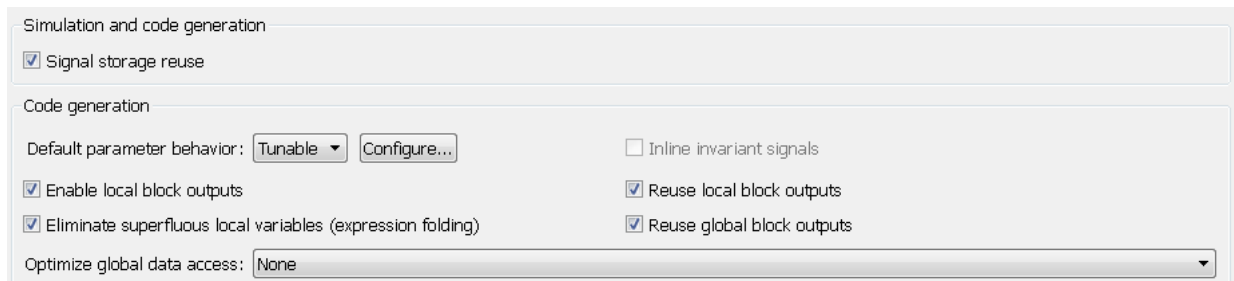 Simulation and code generation
Signal storage reuse
Code generation
Default parameter behavior: Tunable Configure... Inline invariant signals
Enable local block outputs Reuse local block outputs
Eliminate superfluous local variables (expression folding) Reuse global block outputs
Optimize global data access: None